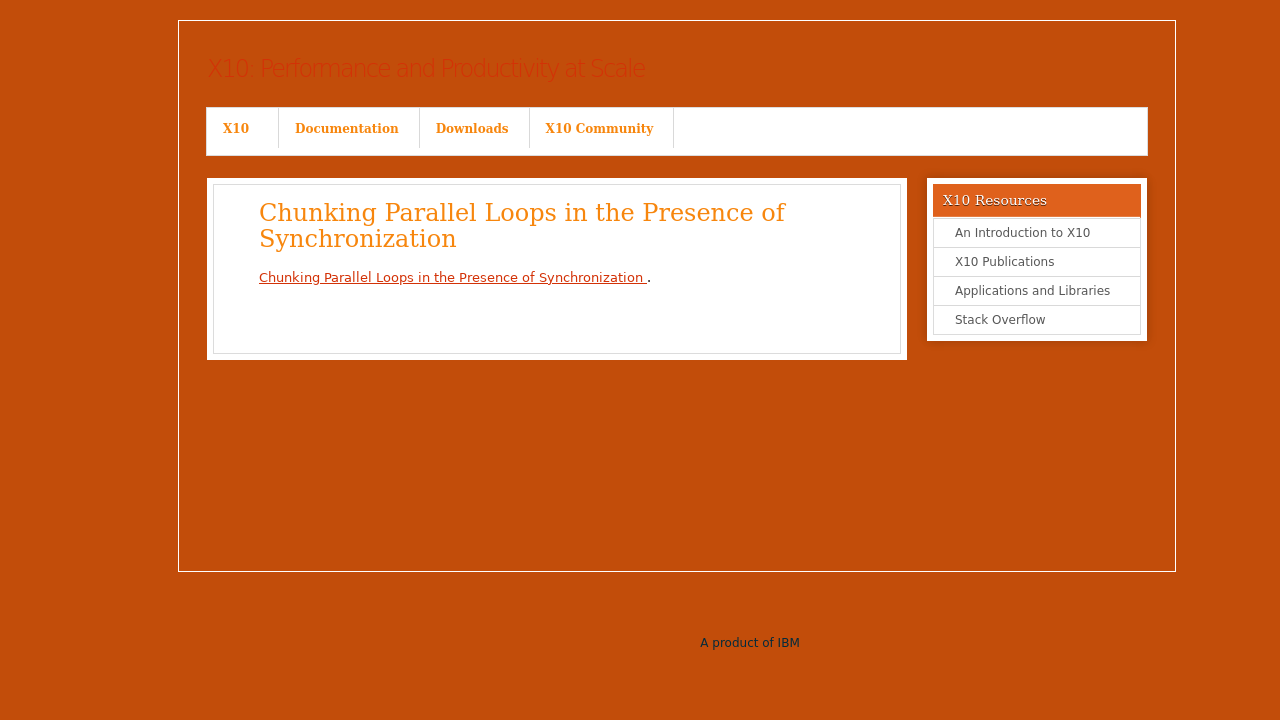 X10: Performance and Productivity at Scale
X10
Documentation
Downloads
X10 Community
Chunking Parallel Loops in the Presence of
Synchronization
Chunking Parallel Loops in the Presence of Synchronization .
X10 Resources
An Introduction to X10
X10 Publications
Applications and Libraries
Stack Overflow
A product of IBM